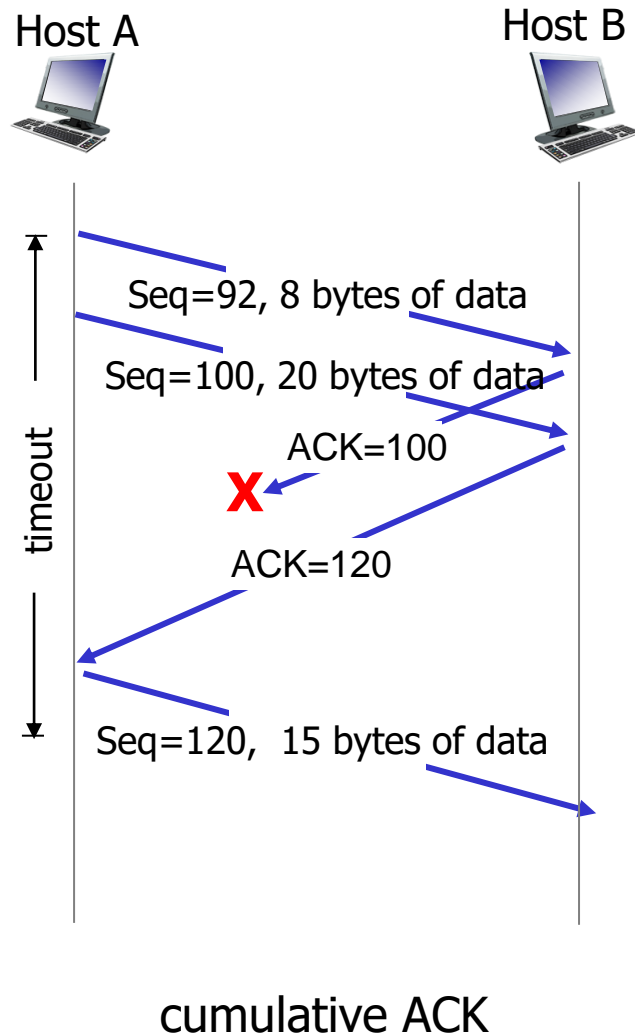 Host A
Host B
Seq=92, 8 bytes of data
Seq=100, 20 bytes of data
ACK=100
X
timeout
ACK=120
Seq=120, 15 bytes of data
cumulative ACK